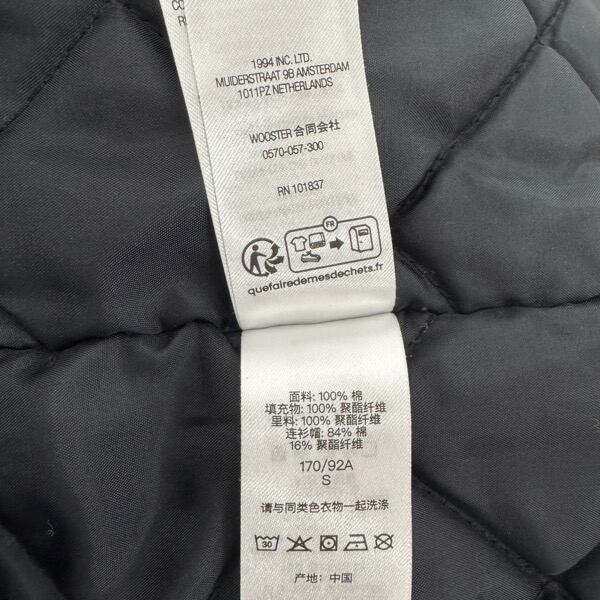 1994 INC. LTD.
MUIDERSTRAAT 9B AMSTERDAM
1011PZ NETHERLANDS
WOOSTER 合同会社
0570-057-300
RN 101837
FR
quefairedemesdechets.fr
面料: 100% 棉
填充物: 100% 聚酯纤维
里料: 100% 聚酯纤维
连衫帽: 84% 棉
16% 聚酯纤维
170/92A
S
请与同类色衣物一起洗涤
30
产地: 中国